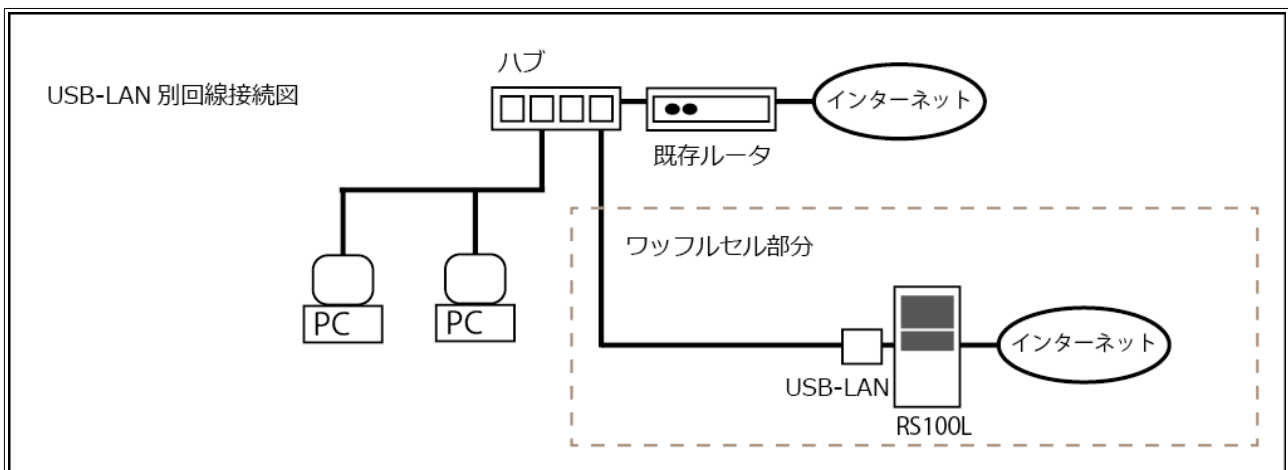 ハブ
USB-LAN 別回線接続図
インターネット
既存ルータ
ワッフルセル部分
PC
PC
インターネット
USB-LAN
RS100L